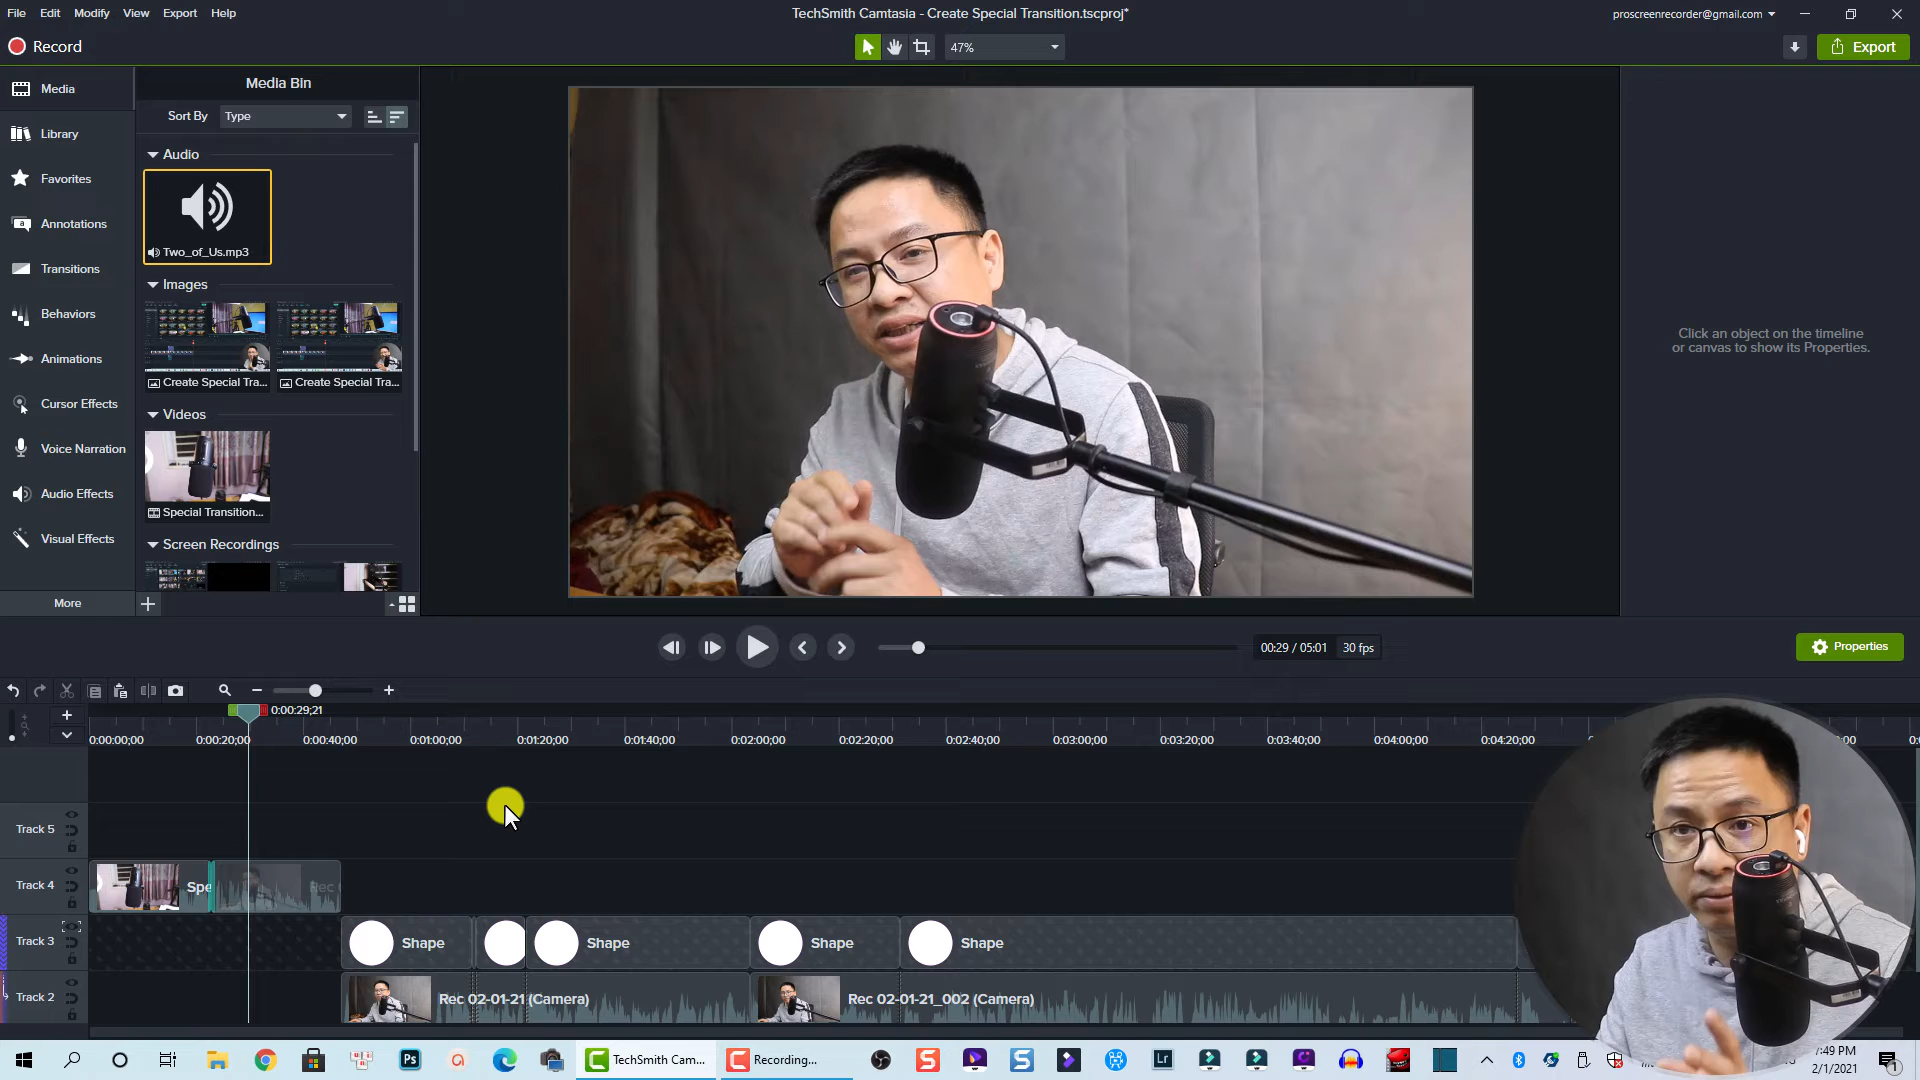 File Edit Modify View Export Help
TechSmith Camtasia - Create Special Transition.tscproj*
proscreenrecorder@gmail.com
Record
47%
Export
Media
Library
Favorites
Annotations
Transitions
Behaviors
Animations
Cursor Effects
Voice Narration
Audio Effects
Visual Effects
More
Media Bin
Sort By Type
Audio
Two_of_Us.mp3
Images
Create Special Tra...
Create Special Tra...
Videos
Special Transition...
Screen Recordings
Click an object on the timeline
or canvas to show its Properties.
00:29 / 05:01 30 fps
Properties
0:00:29;21
0:00:00;00 0:00:20;00 0:00:40;00 0:01:00;00 0:01:20;00 0:01:40;00 0:02:00;00 0:02:20;00 0:02:40;00 0:03:00;00 0:03:20;00 0:03:40;00 0:04:00;00 0:04:20;00
Track 5
Track 4 Spe Rec
Track 3 Shape Shape Shape Shape
Track 2 Rec 02-01-21 (Camera) Rec 02-01-21_002 (Camera)
TechSmith Cam...
Recording...
Ps
Lr
7:49 PM
2/1/2021